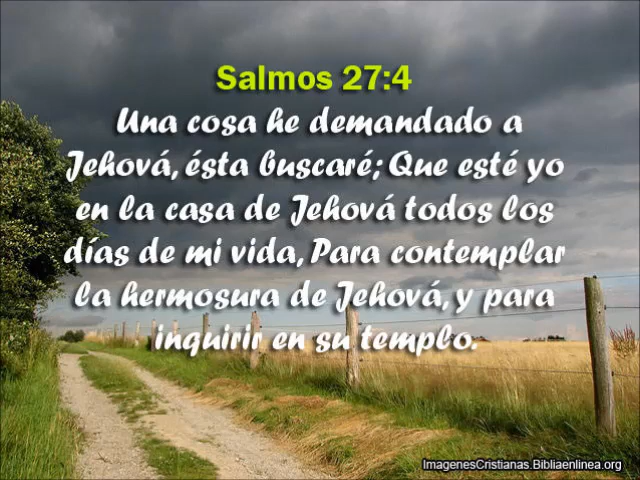 Salmos 27:4
Una cosa he demandado a
Jehová, ésta buscaré; Que esté yo
en la casa de Jehová todos los
días de mi vida, Para contemplar
la hermosura de Jehová, y para
inquirir en su templo.
ImagenesCristianas.Bibliaenlinea.org